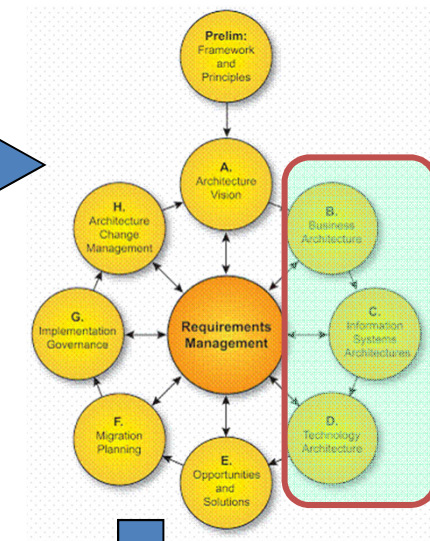 Prelim:
Framework
and
Principles
A.
Architecture
Vision
H.
Architecture
Change
Management
B.
Business
Architecture
G.
Implementation
Governance
Requirements
Management
C.
Information
Systems
Architectures
F.
Migration
Planning
D.
Technology
Architecture
E.
Opportunities
and
Solutions